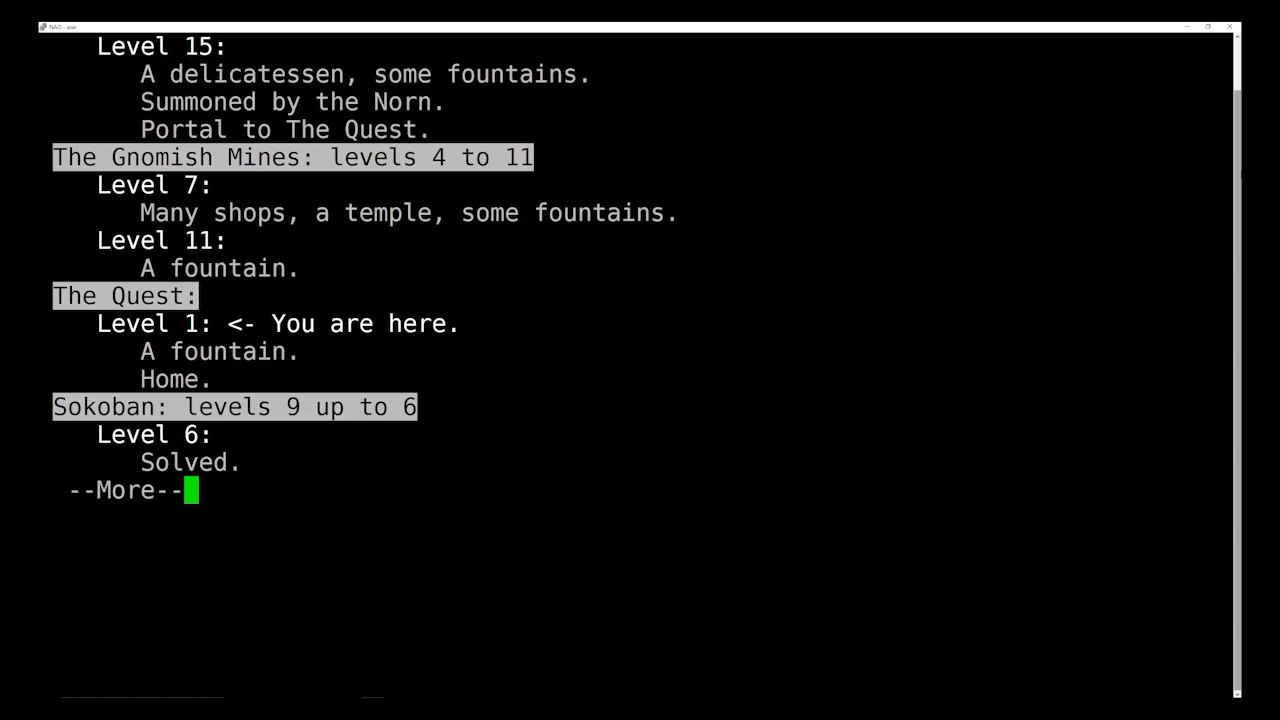 NAO - azar
Level 15:
A delicatessen, some fountains.
Summoned by the Norn.
Portal to The Quest.
The Gnomish Mines: levels 4 to 11
Level 7:
Many shops, a temple, some fountains.
Level 11:
A fountain.
The Quest:
Level 1: <- You are here.
A fountain.
Home.
Sokoban: levels 9 up to 6
Level 6:
Solved.
--More--